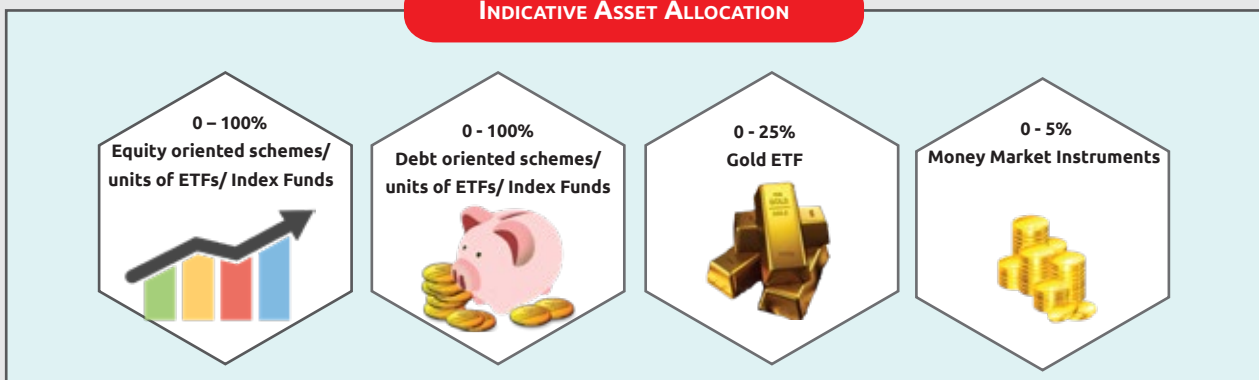 INDICATIVE ASSET ALLOCATION
0 – 100%
Equity oriented schemes/
units of ETFs/ Index Funds
0 - 100%
Debt oriented schemes/
units of ETFs/ Index Funds
0 - 25%
Gold ETF
0 - 5%
Money Market Instruments
GOLD